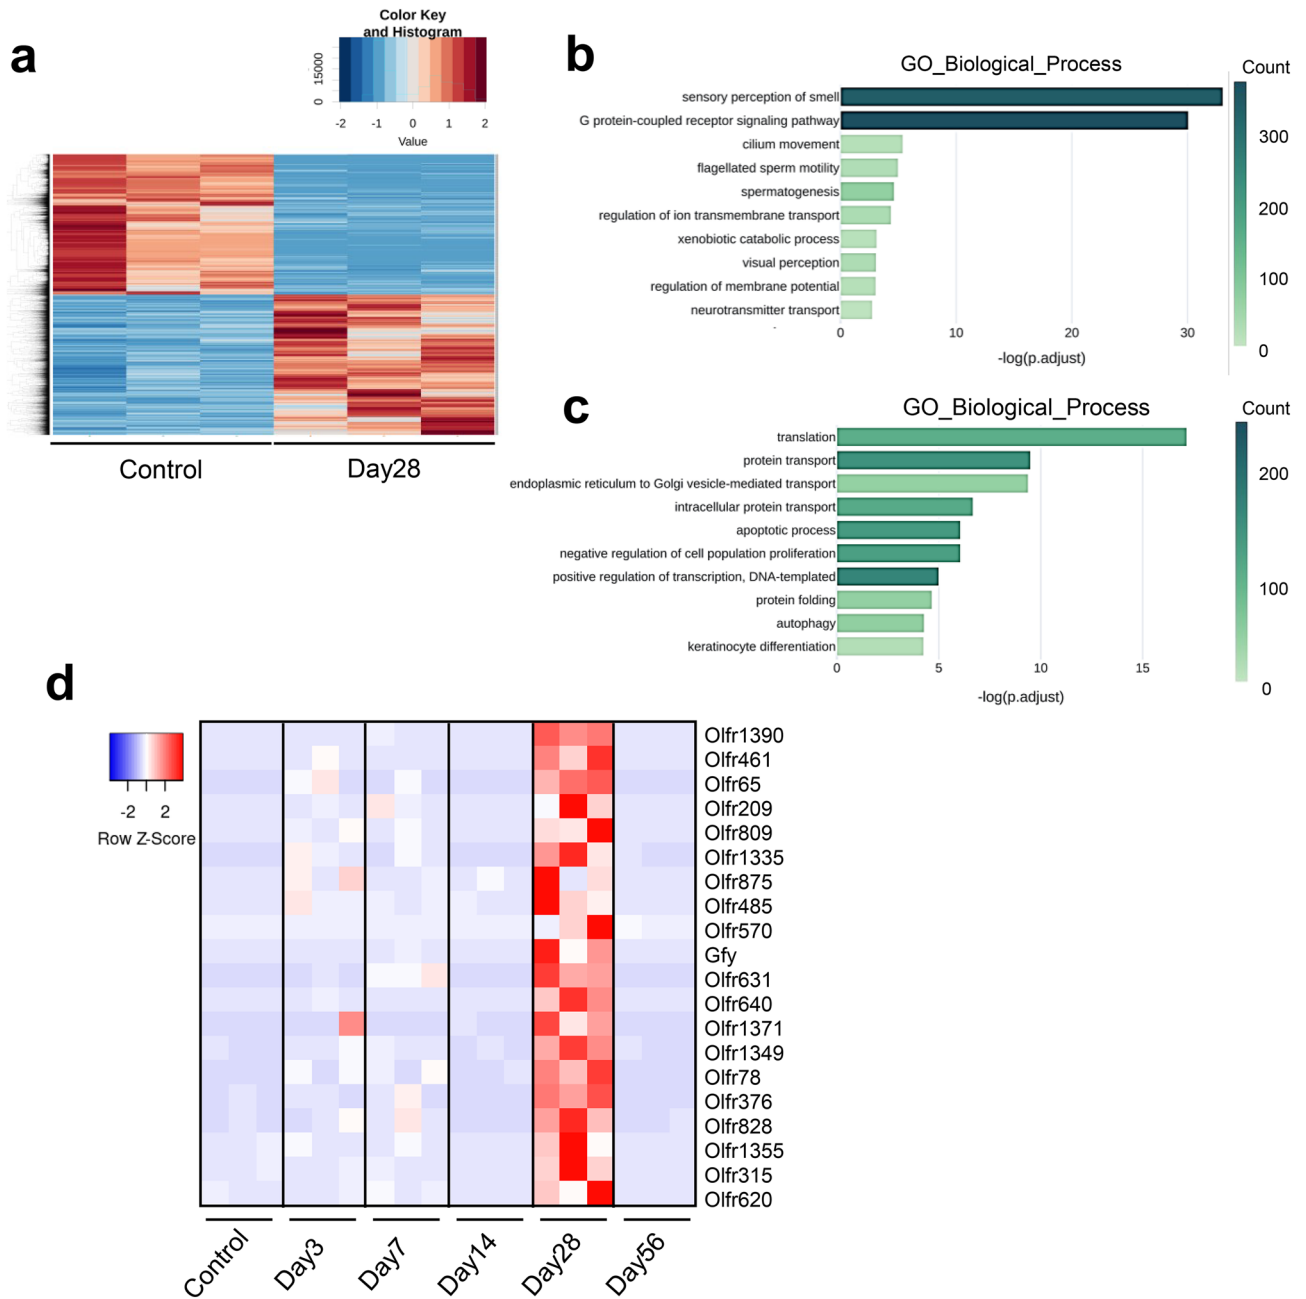 a
Color Key
and Histogram
0 15000
-2 -1 0 1 2
Value
Control Day28
b
GO_Biological_Process
Count
sensory perception of smell
G protein-coupled receptor signaling pathway
cilium movement
flagellated sperm motility
spermatogenesis
regulation of ion transmembrane transport
xenobiotic catabolic process
visual perception
regulation of membrane potential
neurotransmitter transport
0 10 20 30
-log(p.adjust)
300
200
100
0
c
GO_Biological_Process
Count
translation
protein transport
endoplasmic reticulum to Golgi vesicle-mediated transport
intracellular protein transport
apoptotic process
negative regulation of cell population proliferation
positive regulation of transcription, DNA-templated
protein folding
autophagy
keratinocyte differentiation
0 5 10 15
-log(p.adjust)
200
100
0
d
-2 2
Row Z-Score
Olfr1390
Olfr461
Olfr65
Olfr209
Olfr809
Olfr1335
Olfr875
Olfr485
Olfr570
Gfy
Olfr631
Olfr640
Olfr1371
Olfr1349
Olfr78
Olfr376
Olfr828
Olfr1355
Olfr315
Olfr620
Control Day3 Day7 Day14 Day28 Day56